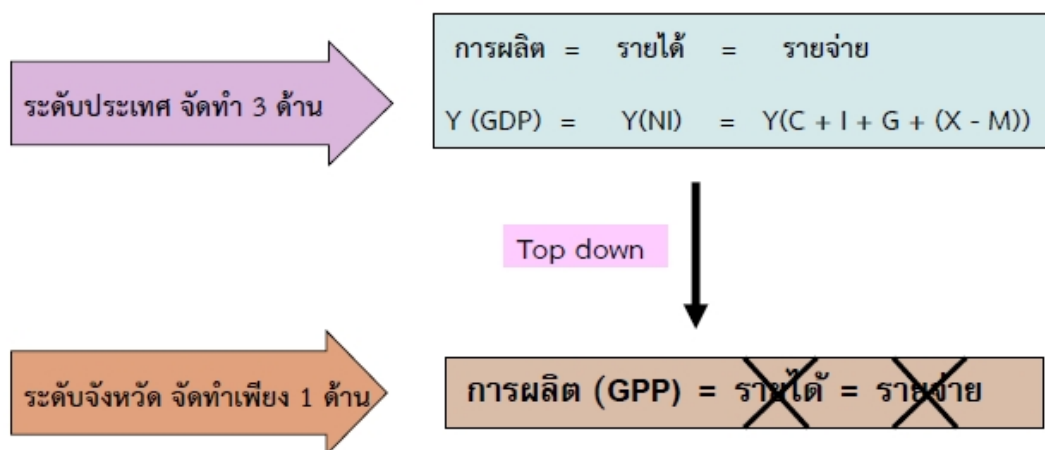 การผลิต = รายได้ = รายจ่าย
ระดับประเทศ จัดทำ 3 ด้าน
Y (GDP) = Y(NI) = Y(C + I + G + (X - M))
Top down
ระดับจังหวัด จัดทำเพียง 1 ด้าน
การผลิต (GPP) = รายได้ = รายจ่าย